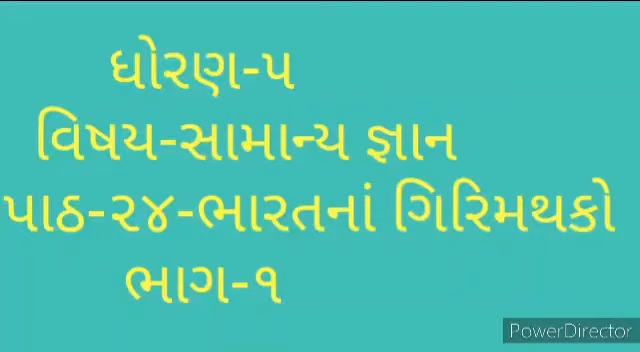 ધોરણ-૫
વિષય-સામાન્ય જ્ઞાન
પાઠ-૨૪-ભારતનાં ગિરિમથકો
ભાગ-૧
PowerDirector